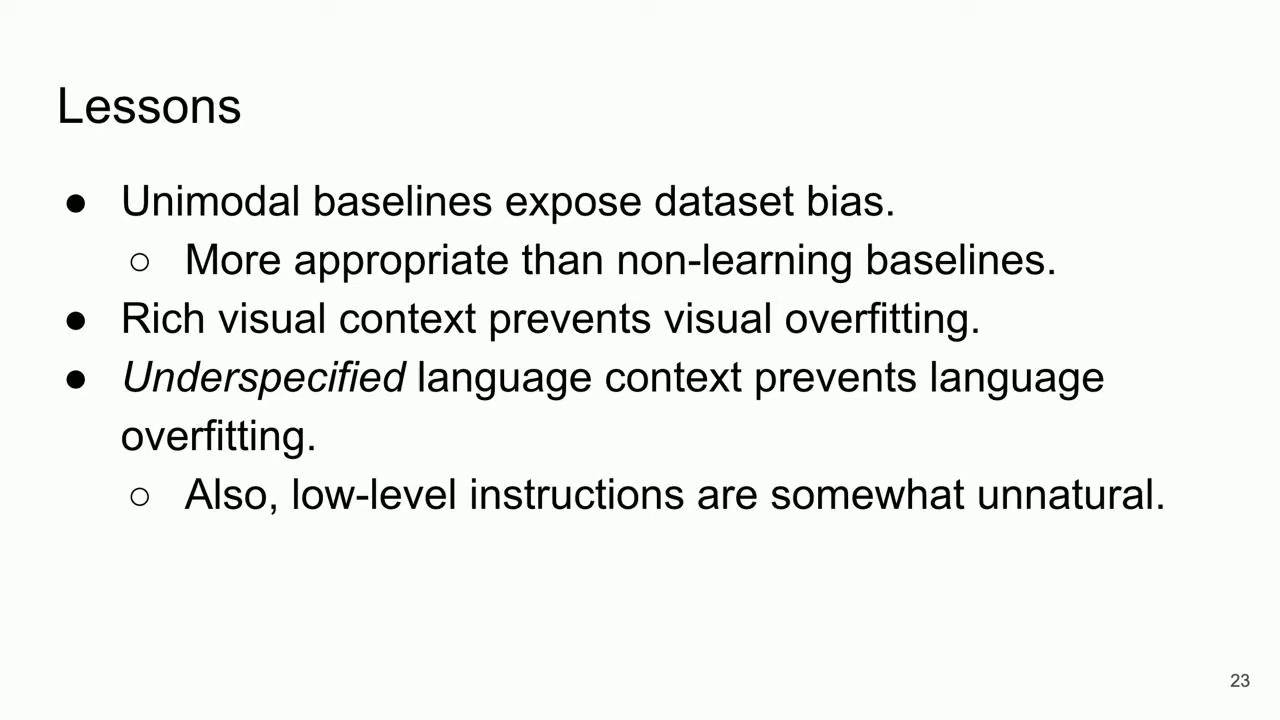 Lessons
● Unimodal baselines expose dataset bias.
○ More appropriate than non-learning baselines.
● Rich visual context prevents visual overfitting.
● Underspecified language context prevents language
overfitting.
○ Also, low-level instructions are somewhat unnatural.
23